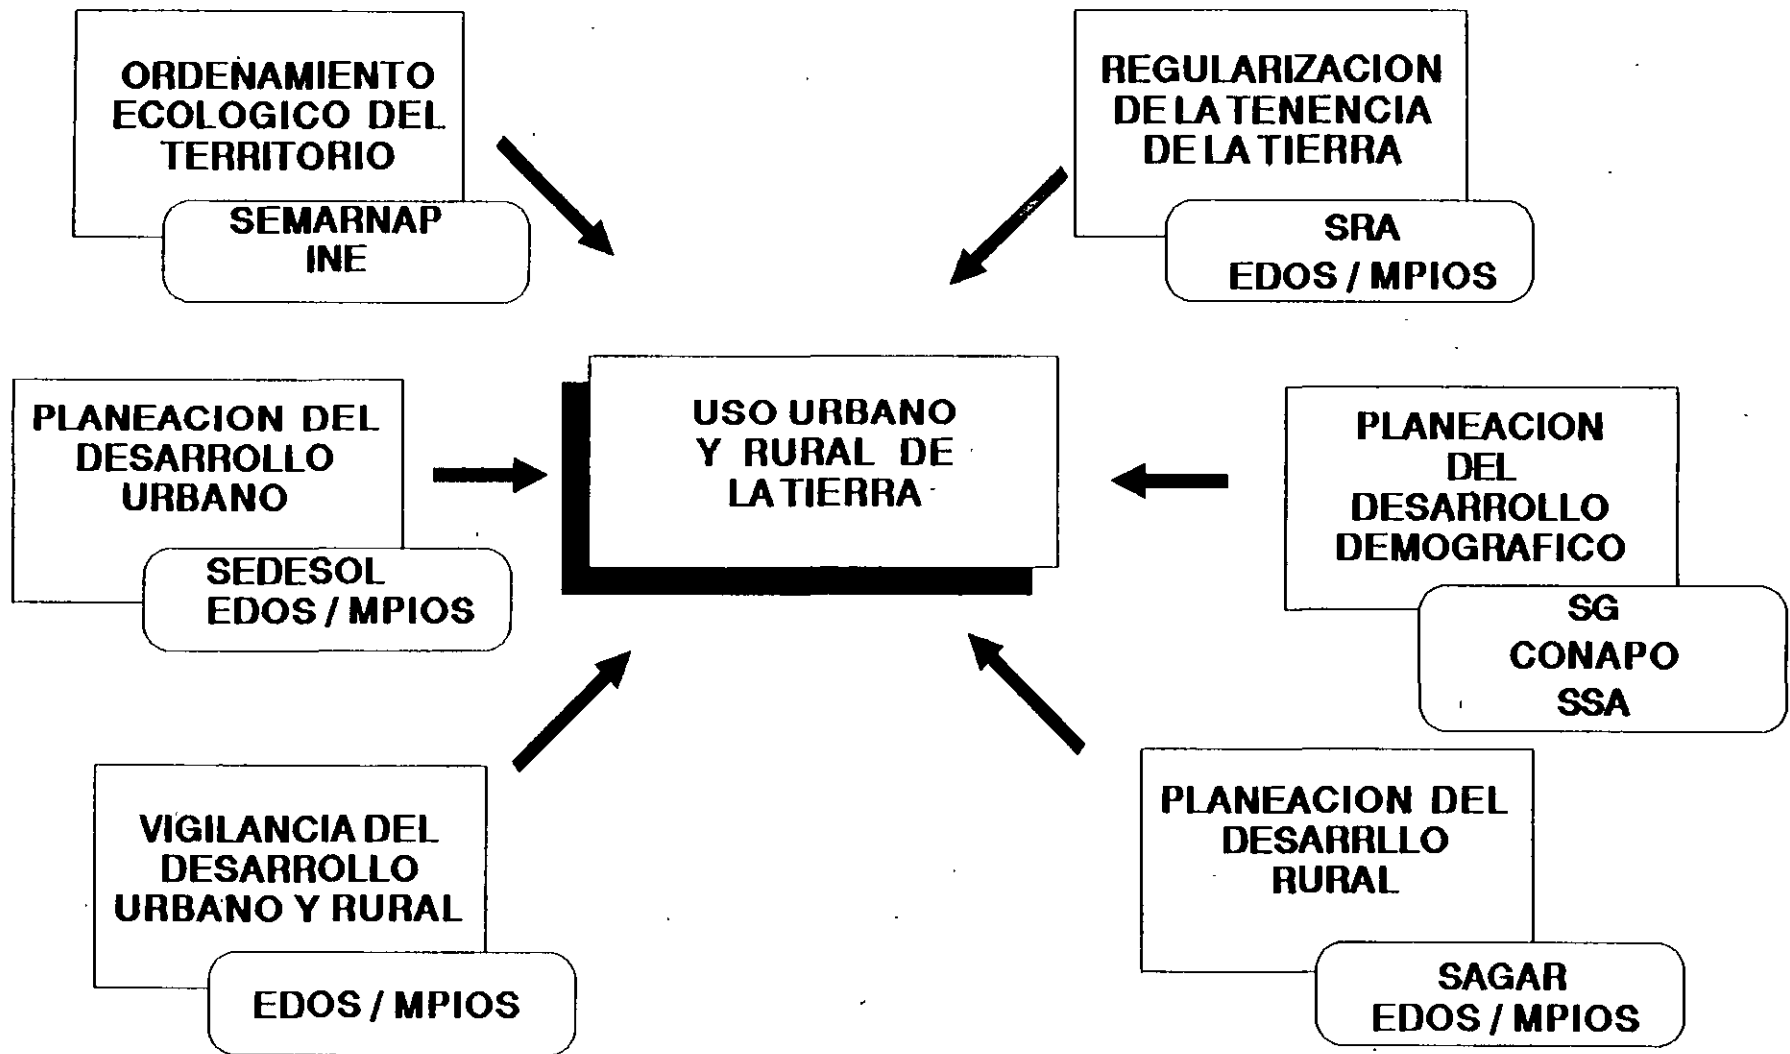 ORDENAMIENTO
ECOLOGICO DEL
TERRITORIO
SEMARNAP
INE
REGULARIZACION
DE LA TENENCIA
DE LA TIERRA
SRA
EDOS / MPIOS
PLANEACION DEL
DESARROLLO
URBANO
SEDESOL
EDOS / MPIOS
USO URBANO
Y RURAL DE
LA TIERRA
PLANEACION
DEL
DESARROLLO
DEMOGRAFICO
SG
CONAPO
SSA
VIGILANCIA DEL
DESARROLLO
URBANO Y RURAL
EDOS / MPIOS
PLANEACION DEL
DESARRLLO
RURAL
SAGAR
EDOS / MPIOS